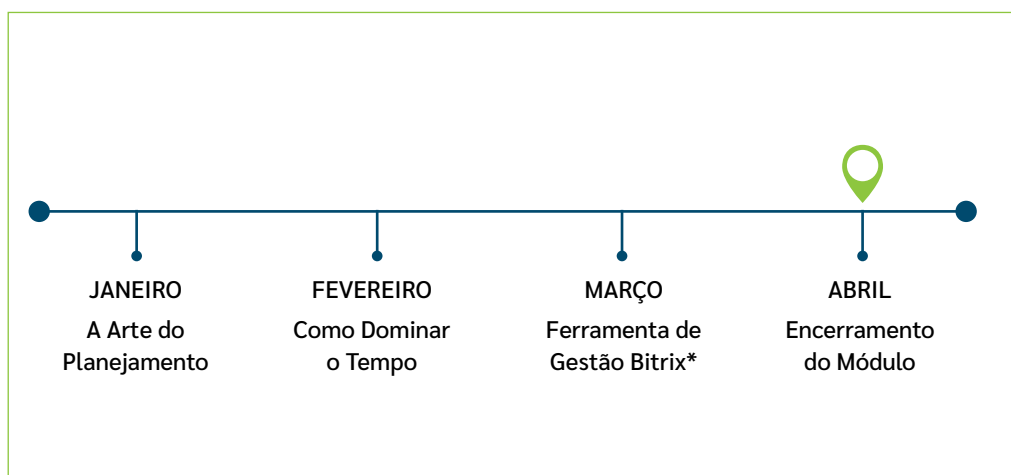 JANEIRO
A Arte do
Planejamento
FEVEREIRO
Como Dominar
o Tempo
MARÇO
Ferramenta de
Gestão Bitrix*
ABRIL
Encerramento
do Módulo